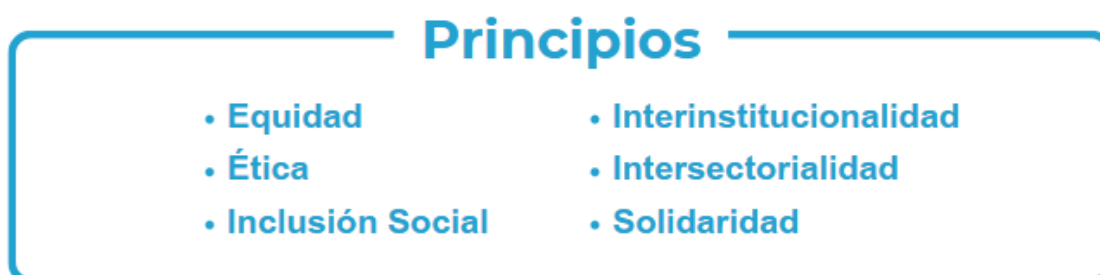 Principios
• Equidad
• Ética
• Inclusión Social
• Interinstitucionalidad
• Intersectorialidad
• Solidaridad